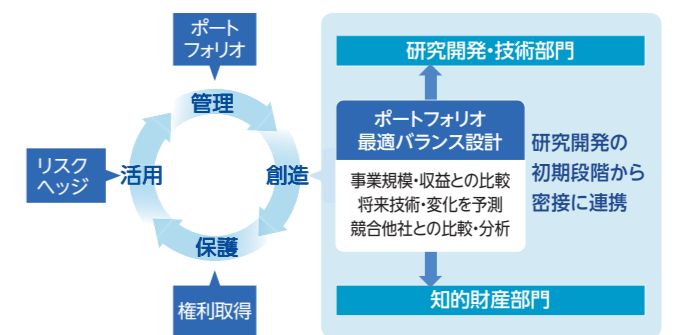 ポート
フォリオ
管理
リスク
ヘッジ
活用
創造
保護
権利取得
研究開発・技術部門
ポートフォリオ
最適バランス設計
事業規模・収益との比較
将来技術・変化を予測
競合他社との比較・分析
研究開発の
初期段階から
密接に連携
知的財産部門